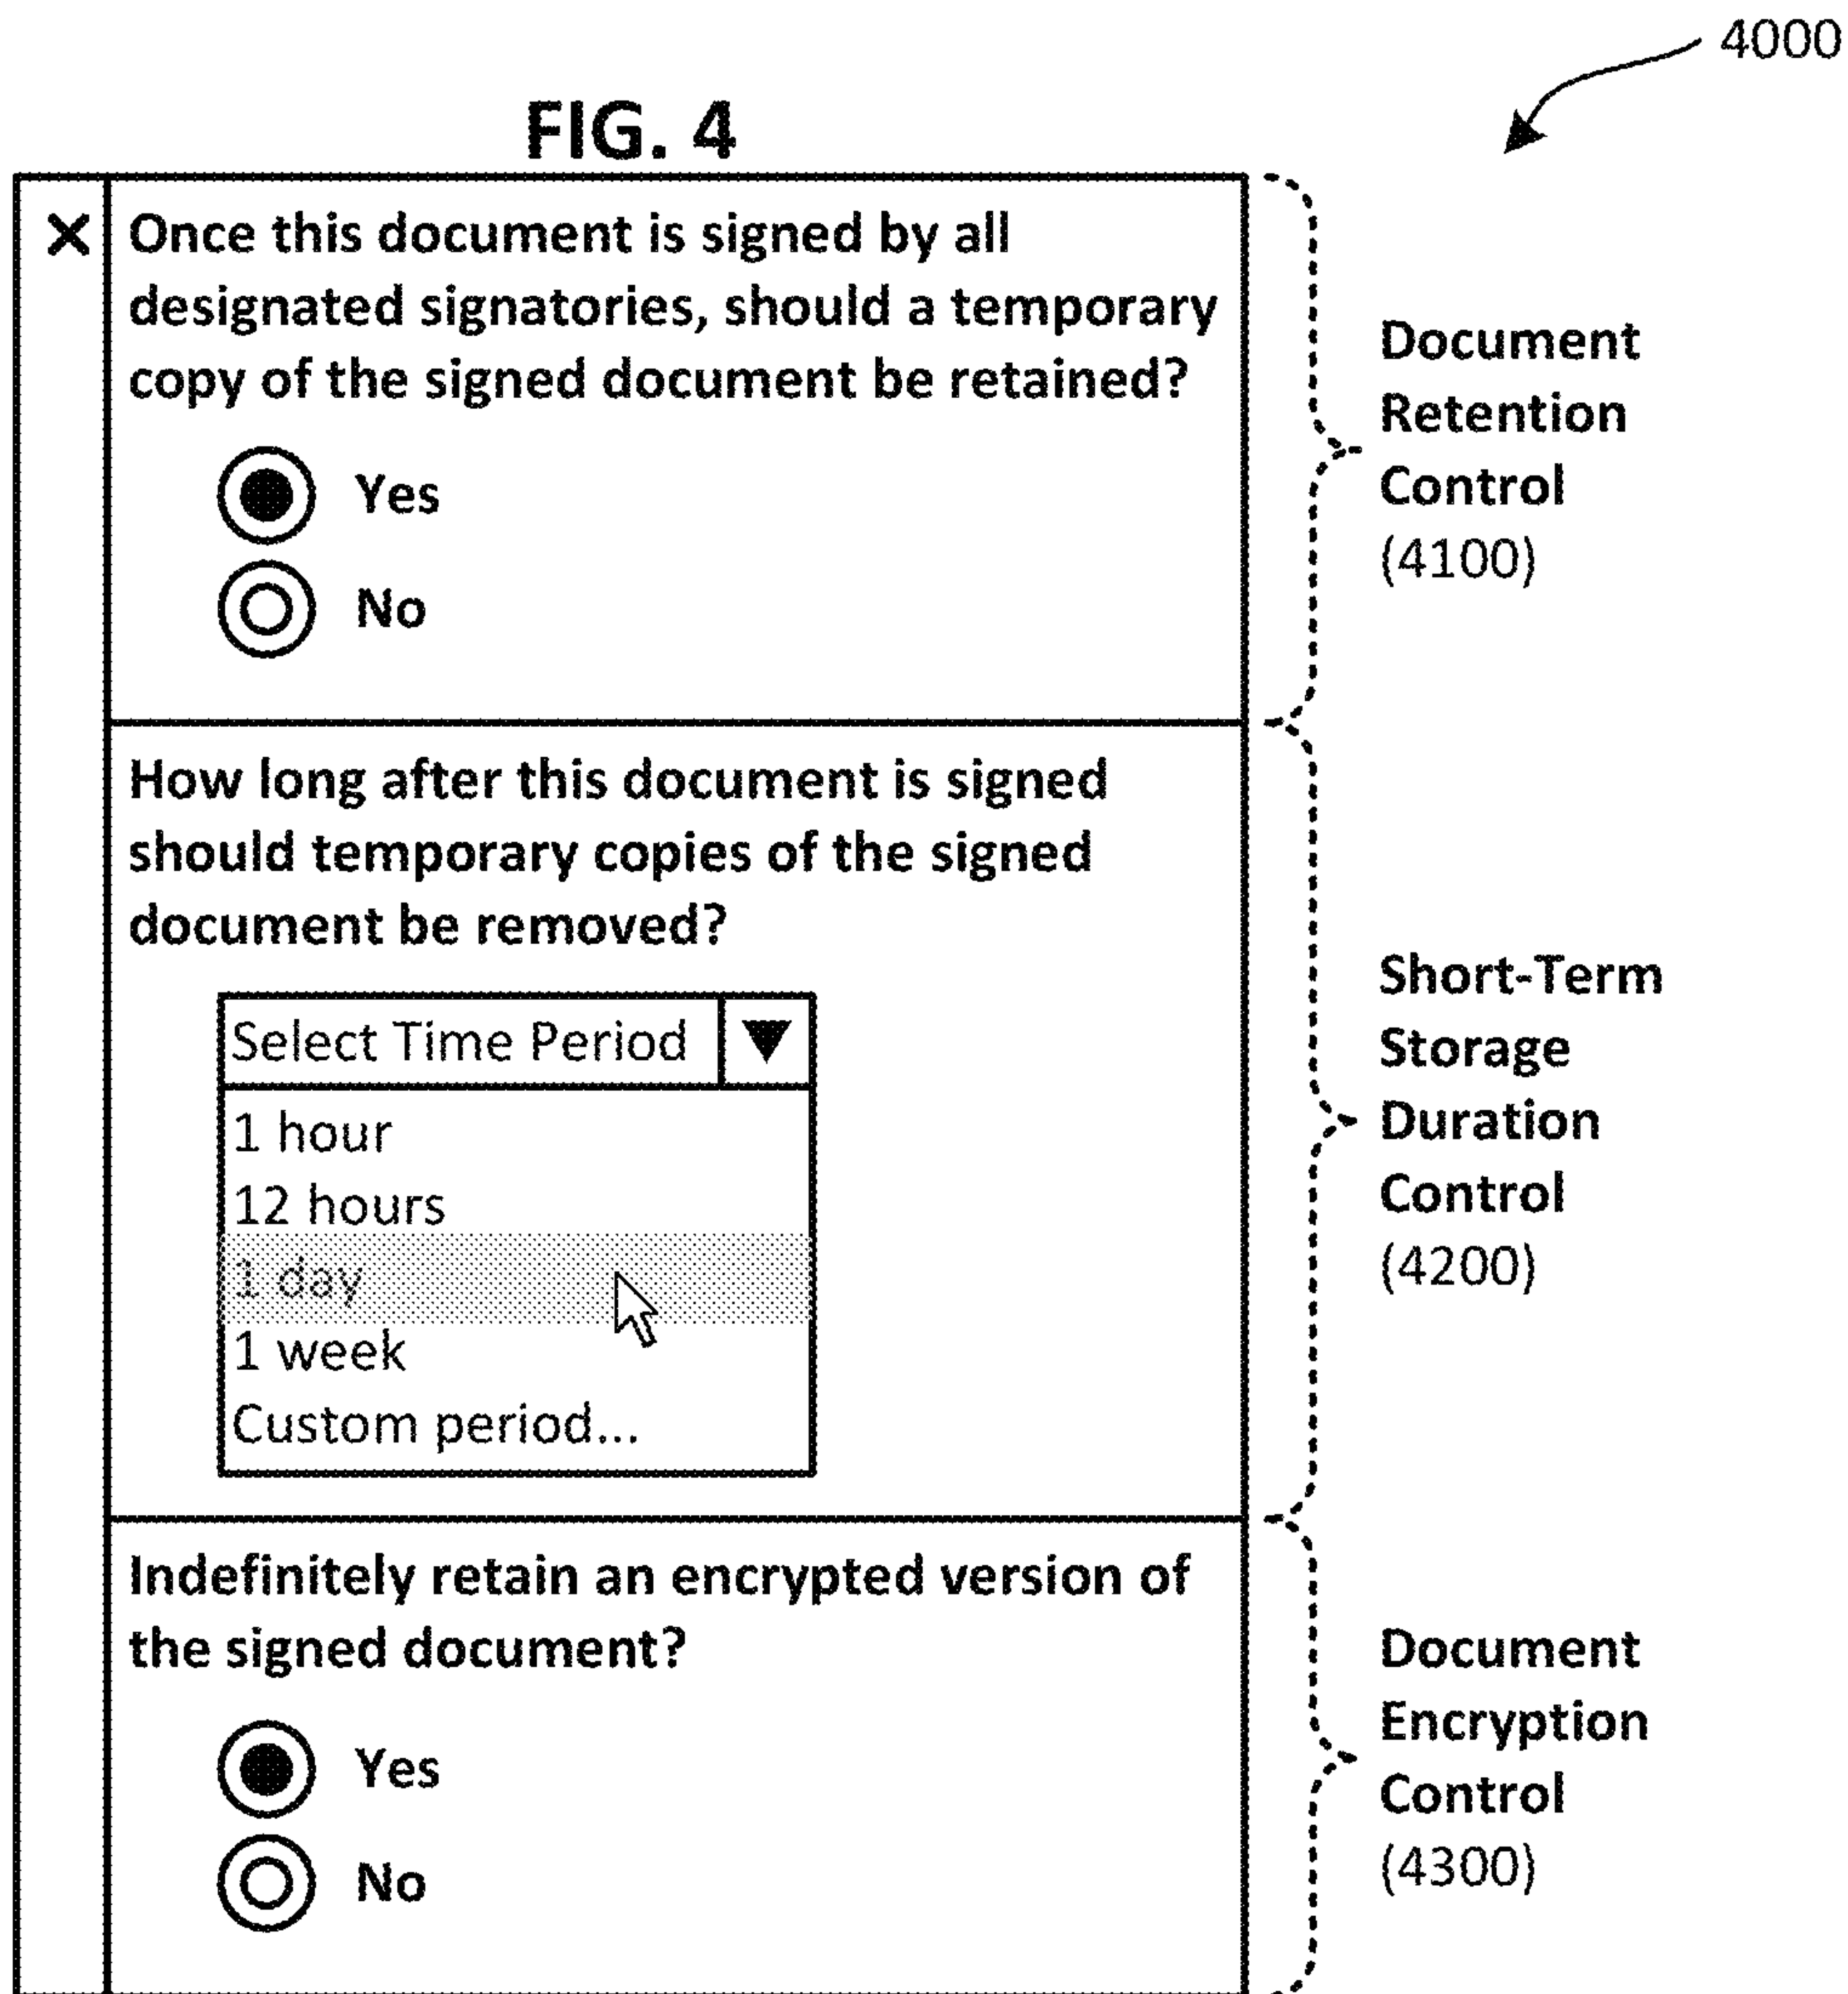 4000
FIG. 4
X
Once this document is signed by all
designated signatories, should a temporary
copy of the signed document be retained?
Yes
No
Document
Retention
Control
(4100)
How long after this document is signed
should temporary copies of the signed
document be removed?
Select Time Period
1 hour
12 hours
1 day
1 week
Custom period...
Short-Term
Storage
Duration
Control
(4200)
Indefinitely retain an encrypted version of
the signed document?
Yes
No
Document
Encryption
Control
(4300)